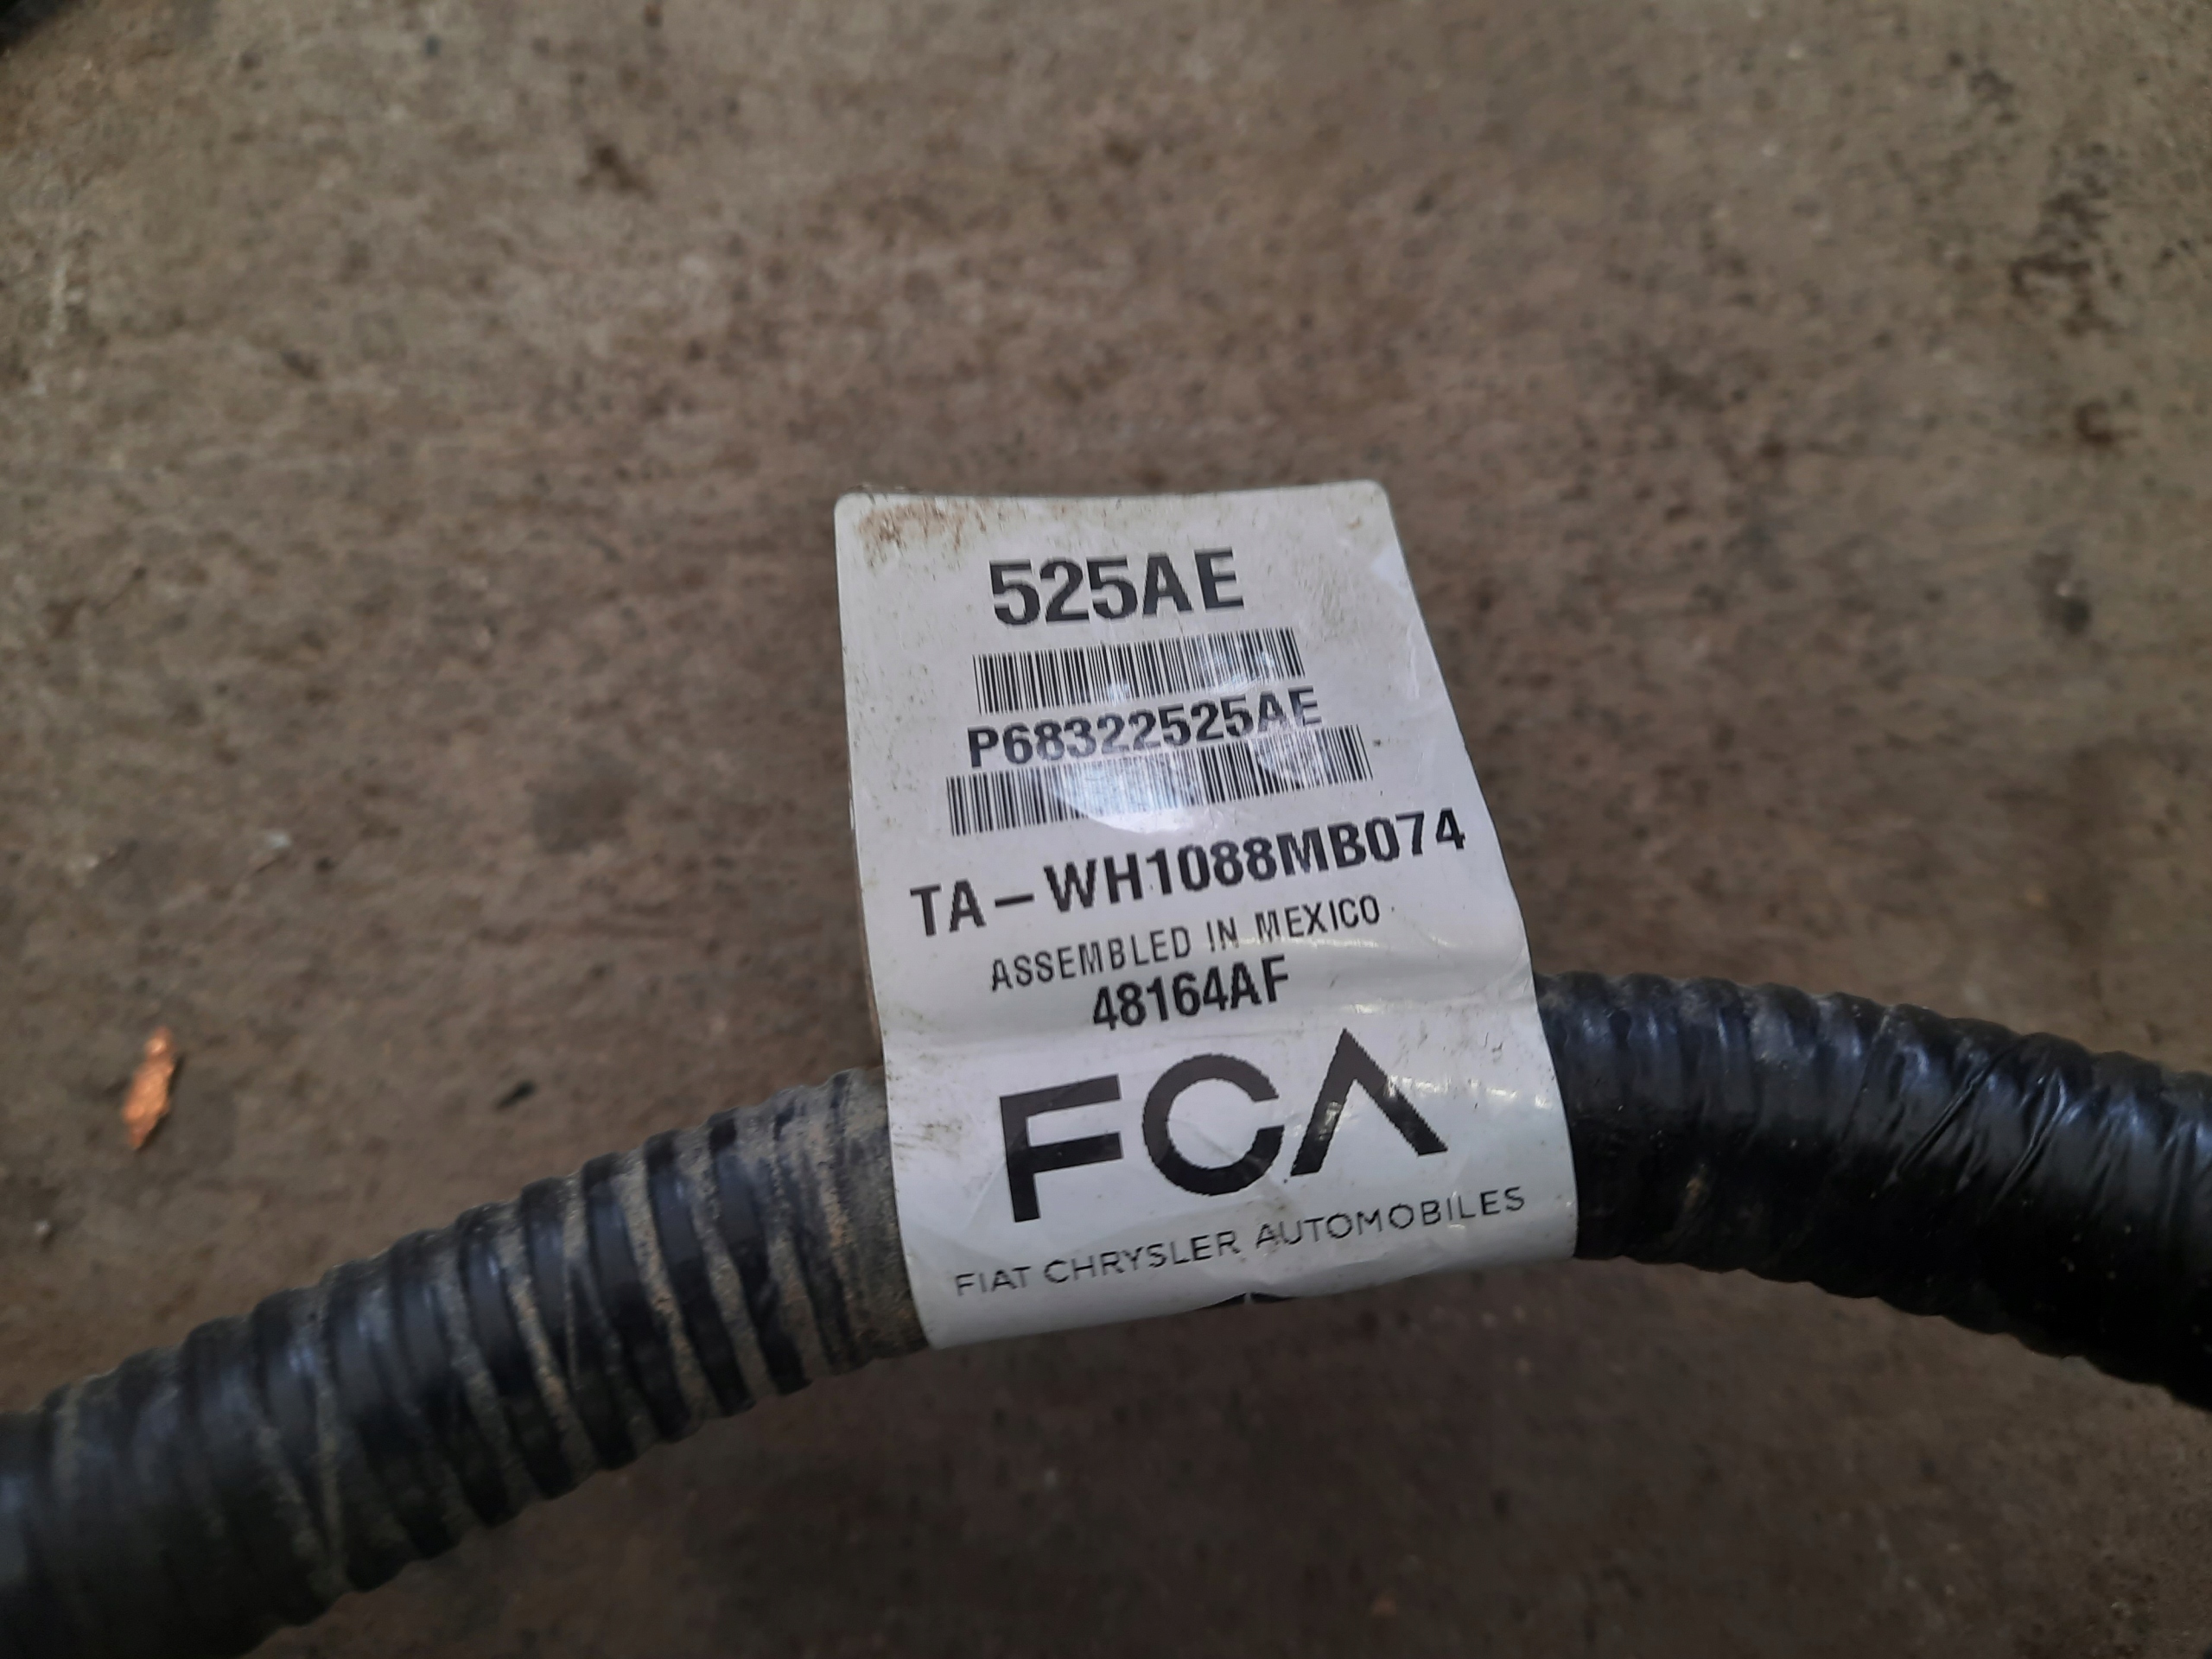 525AE
P68322525AE
TA-WH1088MB074
ASSEMBLED IN MEXICO
48164AF
FCA
FIAT CHRYSLER AUTOMOBILES